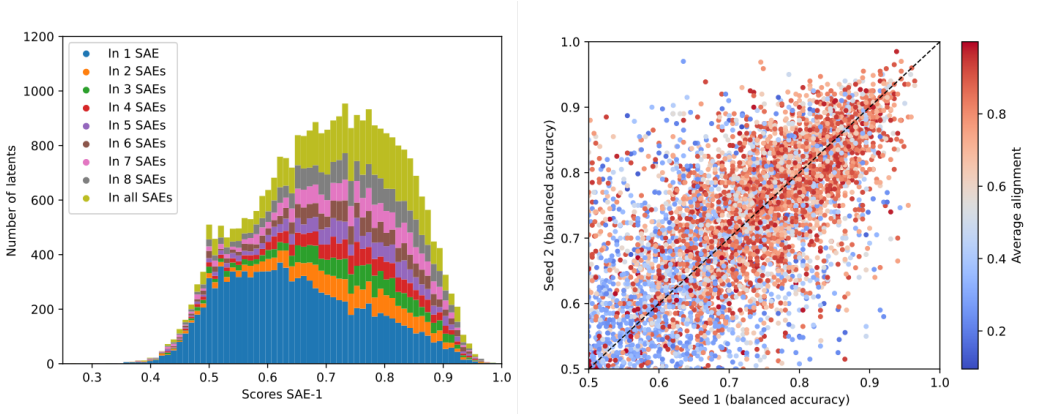 1200
1000
800
600
400
200
0
Number of latents
In 1 SAE
In 2 SAEs
In 3 SAEs
In 4 SAEs
In 5 SAEs
In 6 SAEs
In 7 SAEs
In 8 SAEs
In all SAEs
0.3 0.4 0.5 0.6 0.7 0.8 0.9 1.0
Scores SAE-1
1.0
0.9
0.8
0.7
0.6
0.5
Seed 2 (balanced accuracy)
0.5 0.6 0.7 0.8 0.9 1.0
Seed 1 (balanced accuracy)
0.8
0.6
0.4
0.2
Average alignment